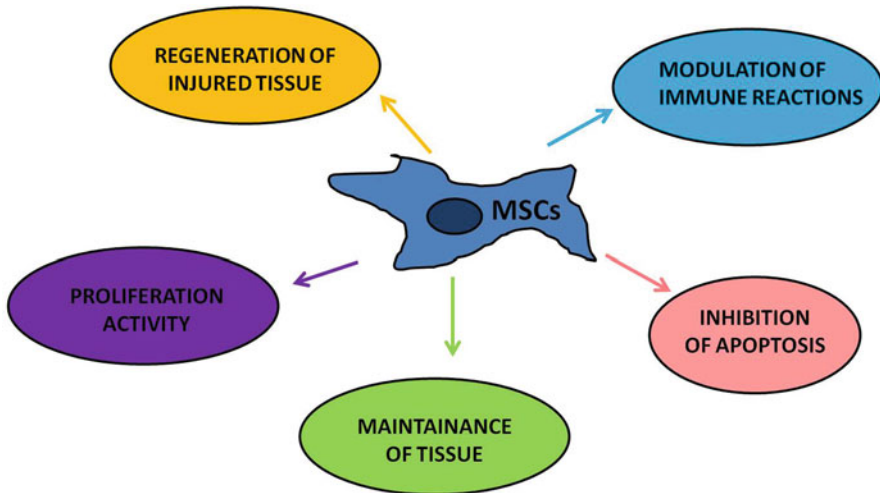 REGENERATION OF
INJURED TISSUE
MODULATION OF
IMMUNE REACTIONS
MSCs
PROLIFERATION
ACTIVITY
INHIBITION
OF APOPTOSIS
MAINTAINANCE
OF TISSUE